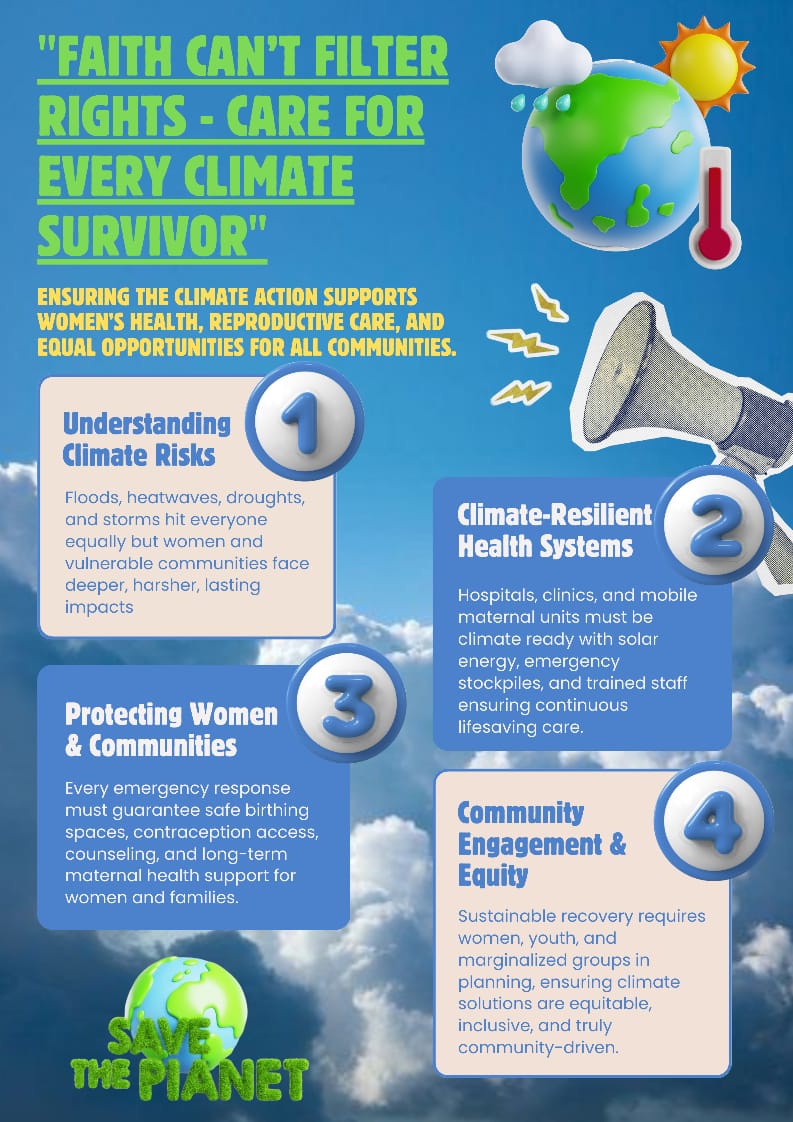 "FAITH CAN'T FILTER
RIGHTS - CARE FOR
EVERY CLIMATE
SURVIVOR"
ENSURING THE CLIMATE ACTION SUPPORTS
WOMEN'S HEALTH, REPRODUCTIVE CARE, AND
EQUAL OPPORTUNITIES FOR ALL COMMUNITIES.
1
Understanding
Climate Risks
Floods, heatwaves, droughts,
and storms hit everyone
equally but women and
vulnerable communities face
deeper, harsher, lasting
impacts
2
Climate-Resilient
Health Systems
Hospitals, clinics, and mobile
maternal units must be
climate ready with solar
energy, emergency
stockpiles, and trained staff
ensuring continuous
lifesaving care.
3
Protecting Women
& Communities
Every emergency response
must guarantee safe birthing
spaces, contraception access,
counseling, and long-term
maternal health support for
women and families.
4
Community
Engagement &
Equity
Sustainable recovery requires
women, youth, and
marginalized groups in
planning, ensuring climate
solutions are equitable,
inclusive, and truly
community-driven.
SAVE
THE PLANET